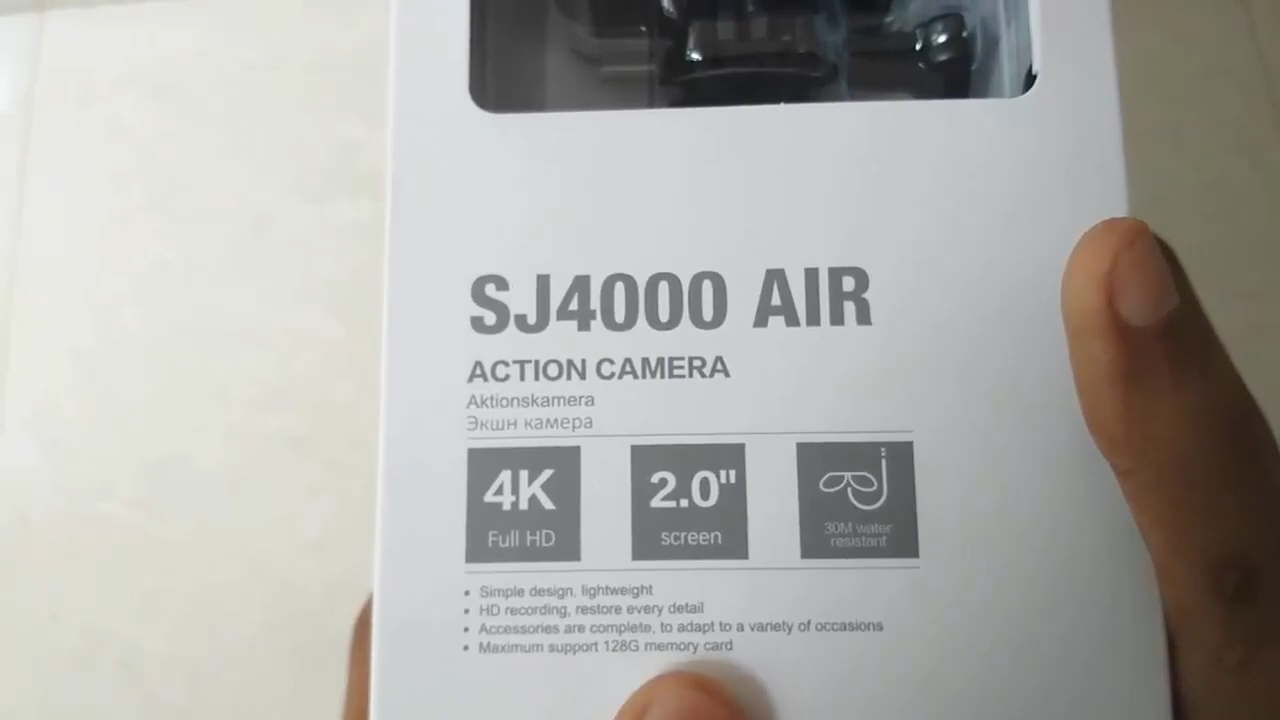 SJ4000 AIR
ACTION CAMERA
Aktionskamera
Экшн камера
4K
Full HD
2.0"
screen
30M water
resistant
• Simple design, lightweight
• HD recording, restore every detail
• Accessories are complete, to adapt to a variety of occasions
• Maximum support 128G memory card